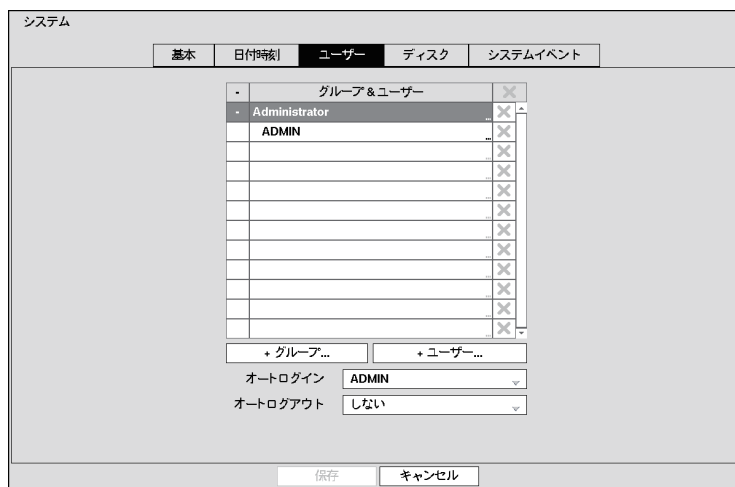 システム
基本 日付時刻 ユーザー ディスク システムイベント
- グループ&ユーザー
- Administrator ...
ADMIN ...
...
...
...
...
...
...
...
...
...
...
+ グループ... + ユーザー...
オートログイン ADMIN
オートログアウト しない
保存 キャンセル